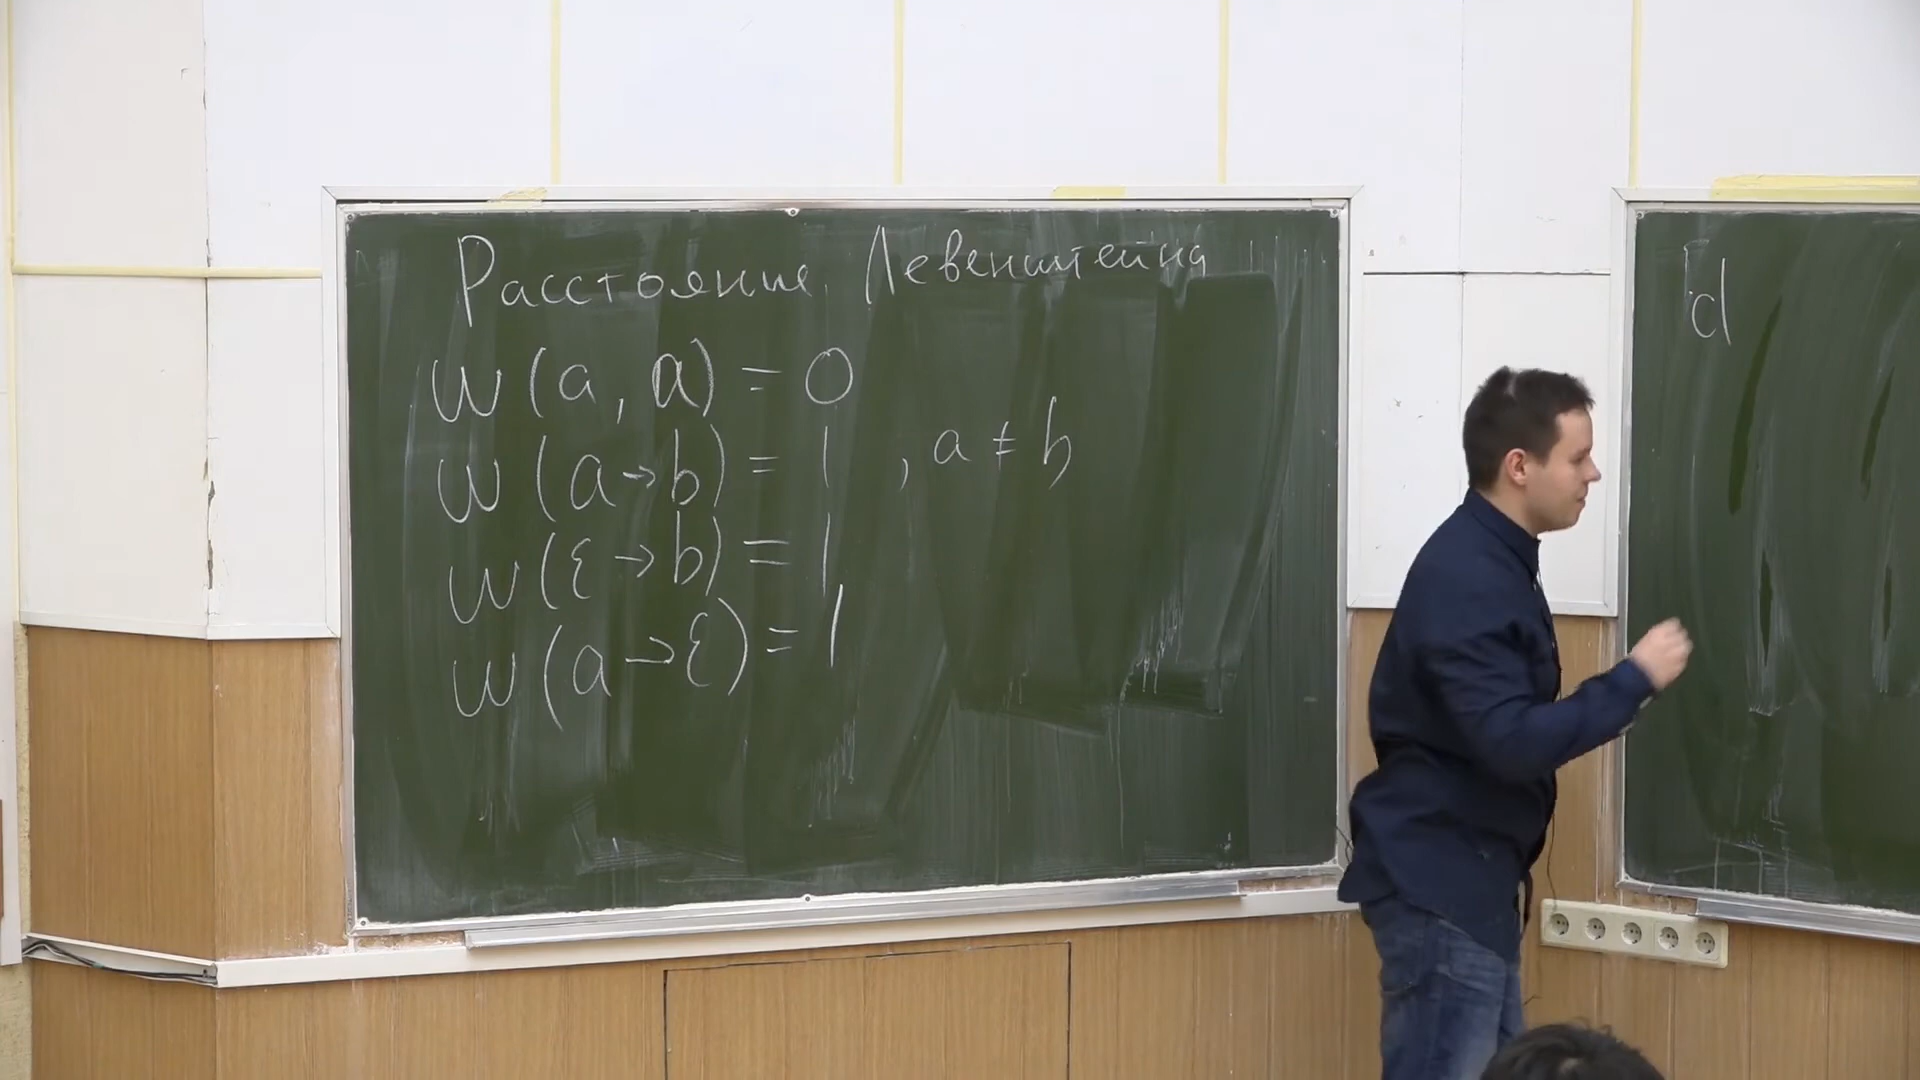 Расстояние Левенштейна
w(a, a) = 0
w(a→b) = 1 , a ≠ b
w(ε→b) = 1
w(a→ε) = 1
d